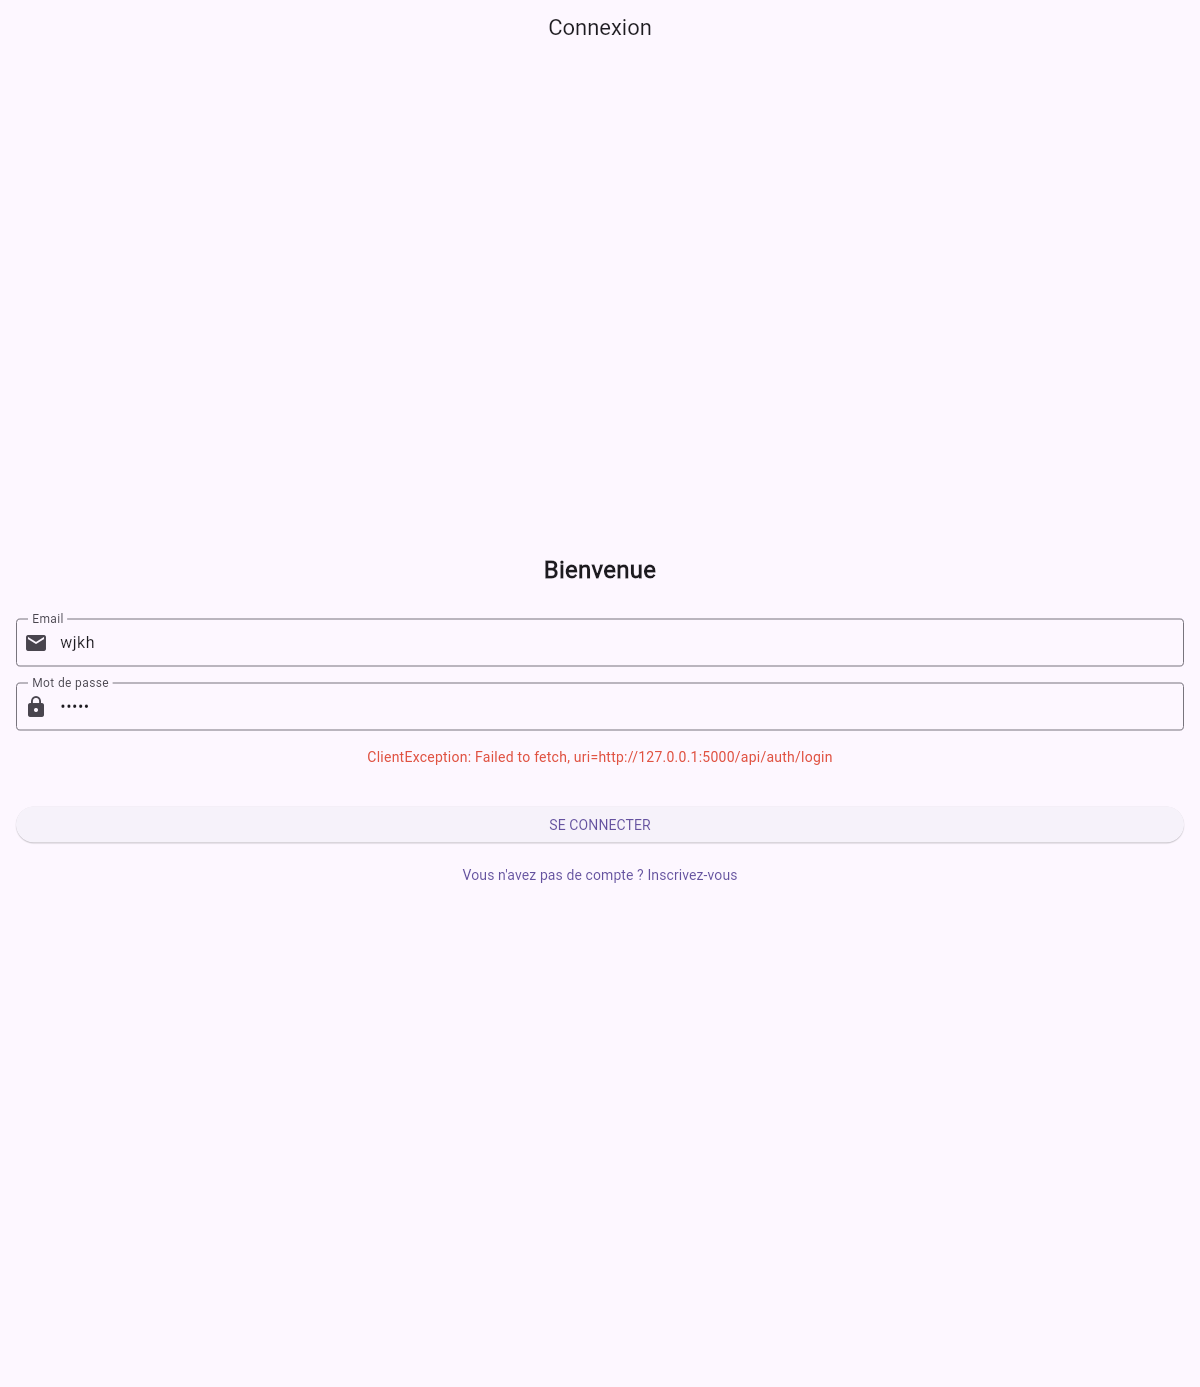 Connexion
Bienvenue
Email
wjkh
Mot de passe
•••••
ClientException: Failed to fetch, uri=http://127.0.0.1:5000/api/auth/login
SE CONNECTER
Vous n'avez pas de compte ? Inscrivez-vous